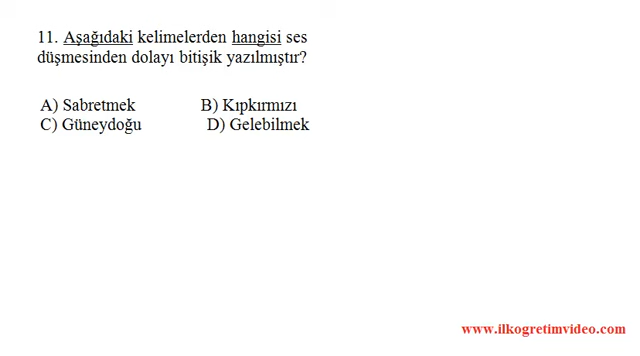 11. Aşağıdaki kelimelerden hangisi ses
düşmesinden dolayı bitişik yazılmıştır?
A) Sabretmek B) Kıpkırmızı
C) Güneydoğu D) Gelebilmek
www.ilkogretimvideo.com